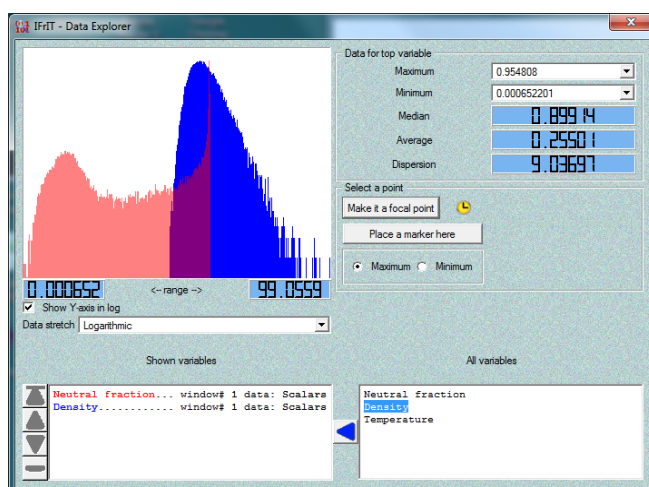 IFrIT - Data Explorer
x
Data for top variable
Maximum 0.954808
Minimum 0.000652201
Median 0.89914
Average 0.25501
Dispersion 9.03697
Select a point
Make it a focal point
Place a marker here
Maximum Minimum
0.000652 <-- range --> 99.0559
Show Y-axis in log
Data stretch Logarithmic
Shown variables
Neutral fraction... window# 1 data: Scalars
Density............ window# 1 data: Scalars
All variables
Neutral fraction
Density
Temperature